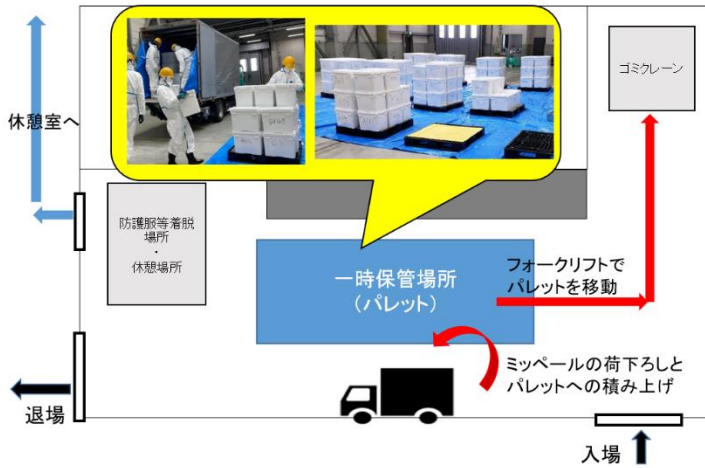 ゴミクレーン
休憩室へ
防護服等着脱
場所
・
休憩場所
一時保管場所
（パレット）
フォークリフトで
パレットを移動
ミッペールの荷下ろしと
パレットへの積み上げ
退場
入場